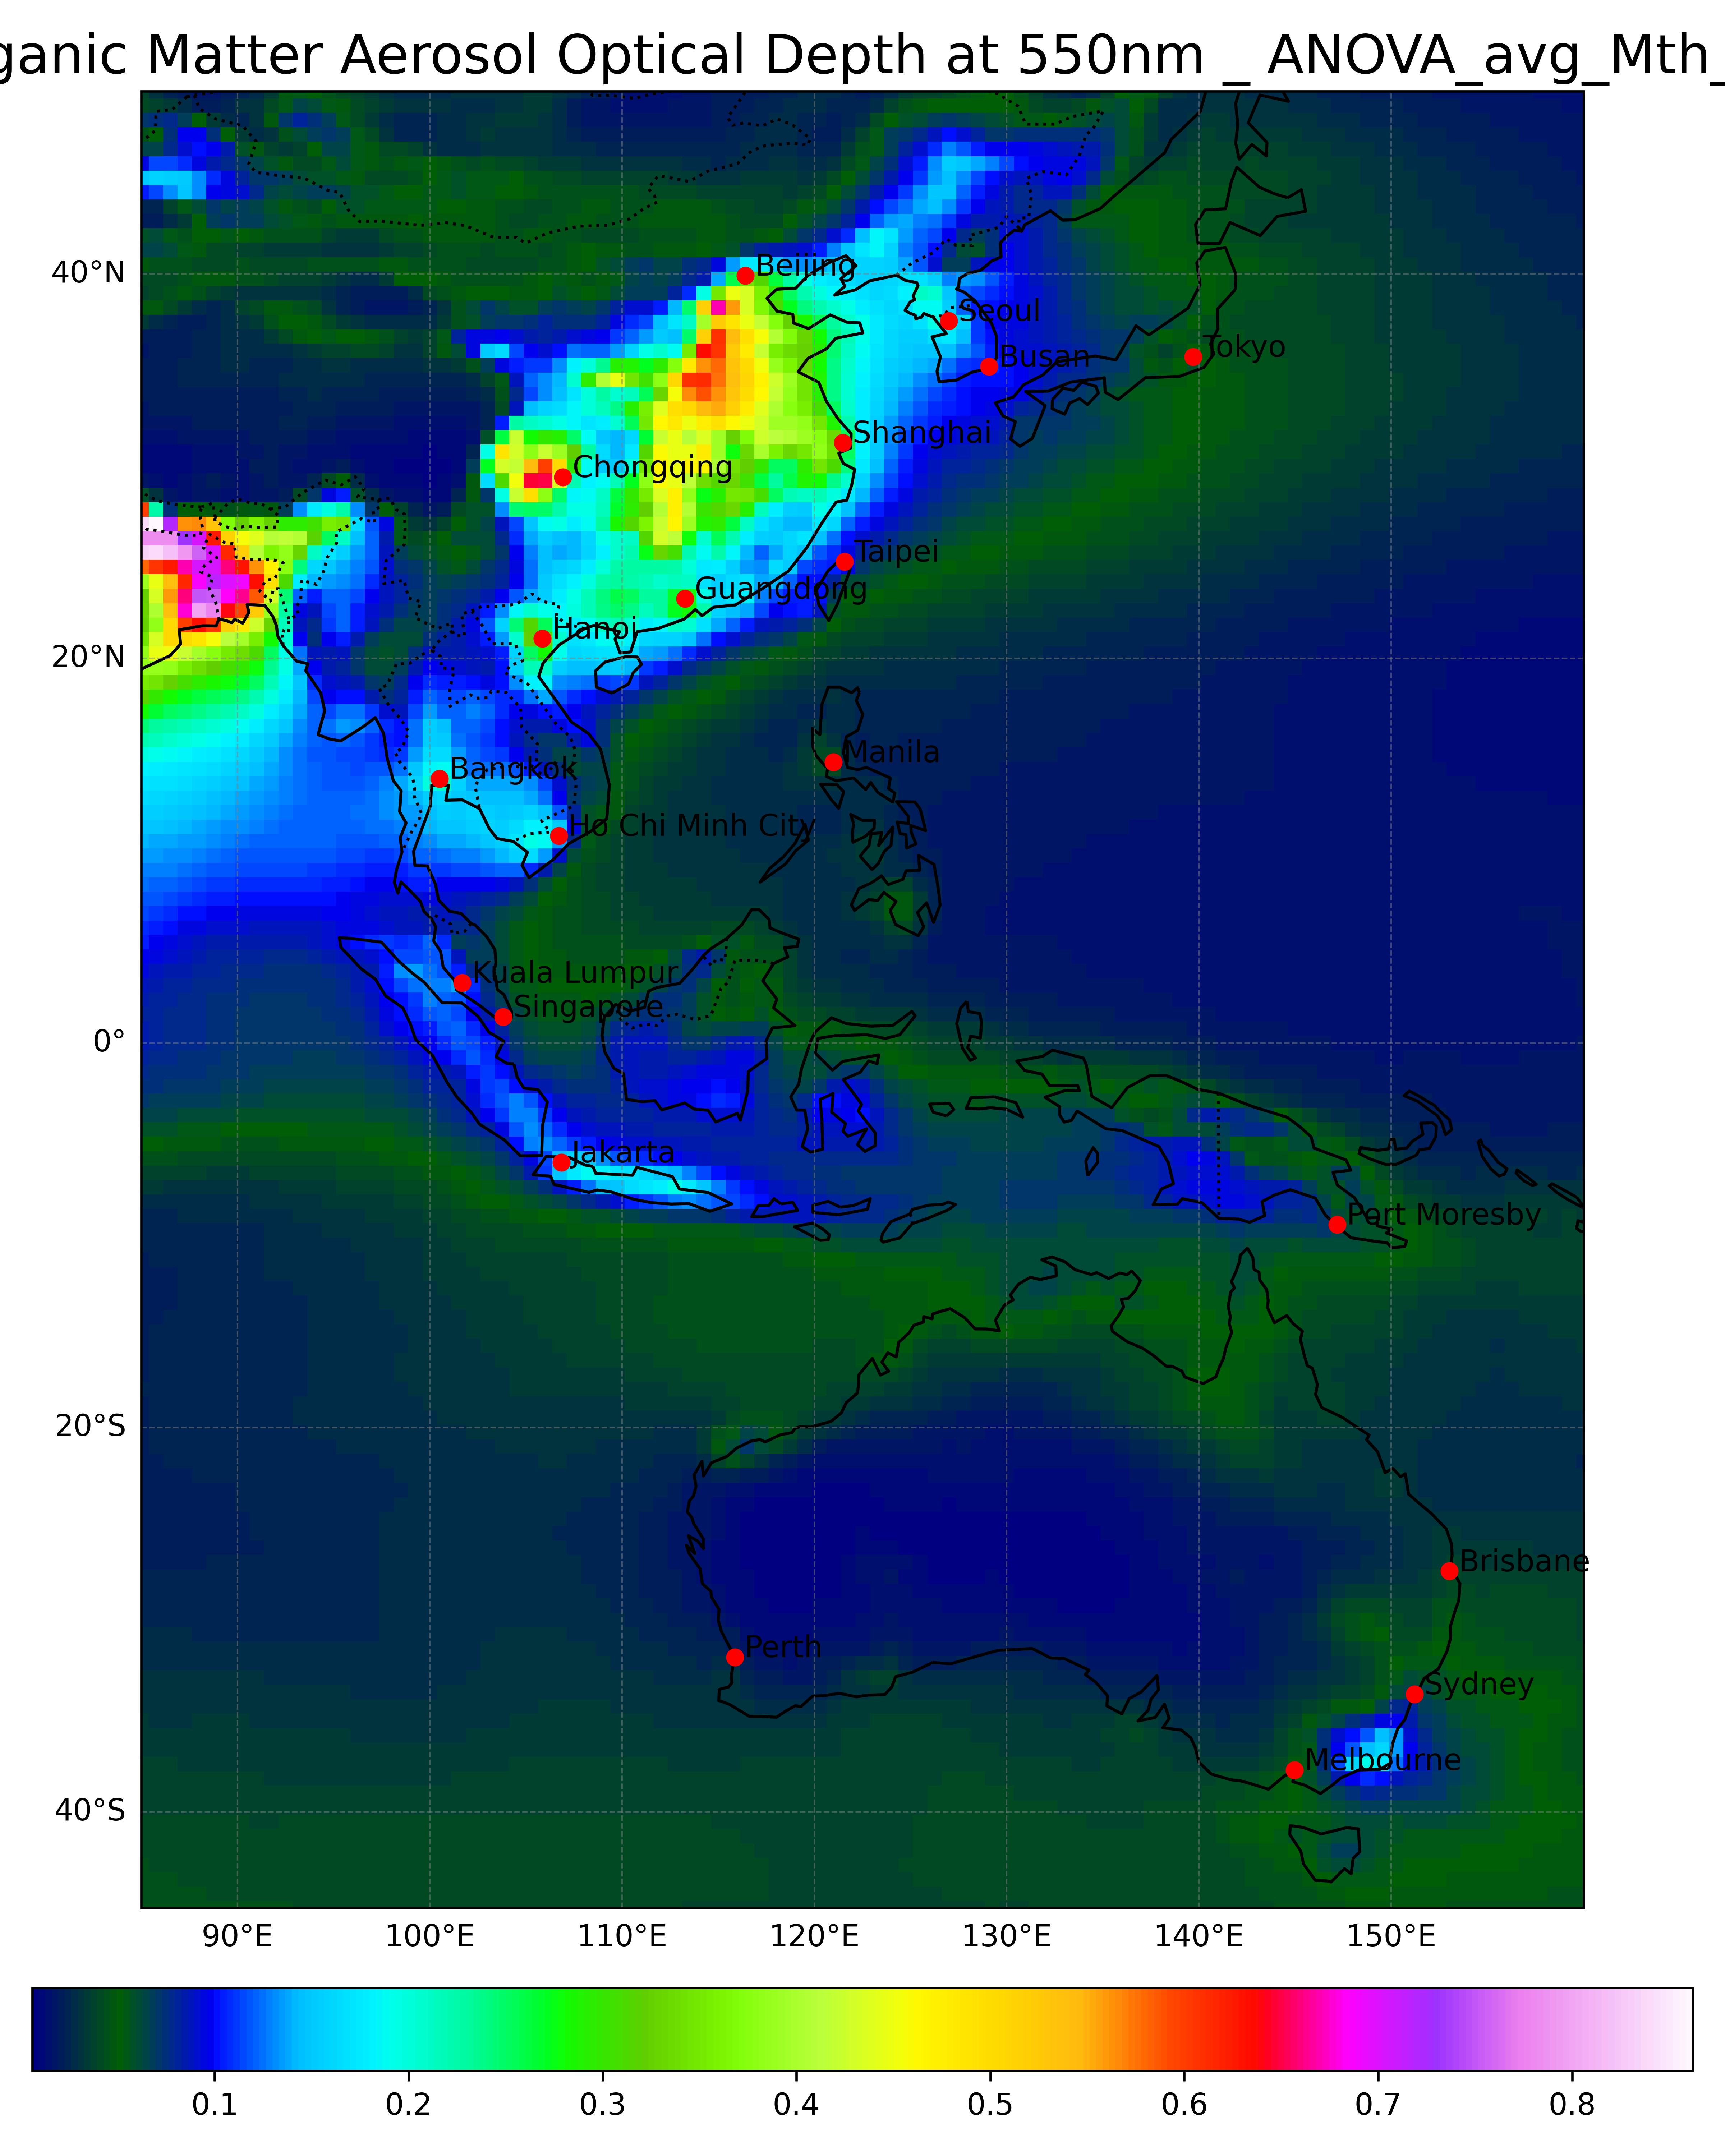 ganic Matter Aerosol Optical Depth at 550nm _ ANOVA_avg_Mth_
40°N
20°N
0°
20°S
40°S
Beijing
Seoul
Busan
Tokyo
Shanghai
Chongqing
Taipei
Guangdong
Hanoi
Manila
Bangkok
Ho Chi Minh City
Kuala Lumpur
Singapore
Jakarta
Port Moresby
Brisbane
Perth
Sydney
Melbourne
90°E 100°E 110°E 120°E 130°E 140°E 150°E
0.1 0.2 0.3 0.4 0.5 0.6 0.7 0.8